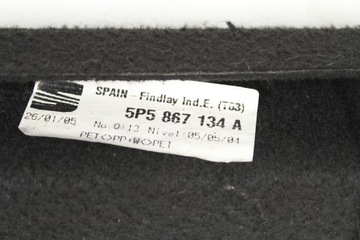 SPAIN - Findlay Ind.E. (T53)
5P5 867 134 A
26/01/05 No.0:13 Nivel:05/05/04
PET<>PP+W<>PET